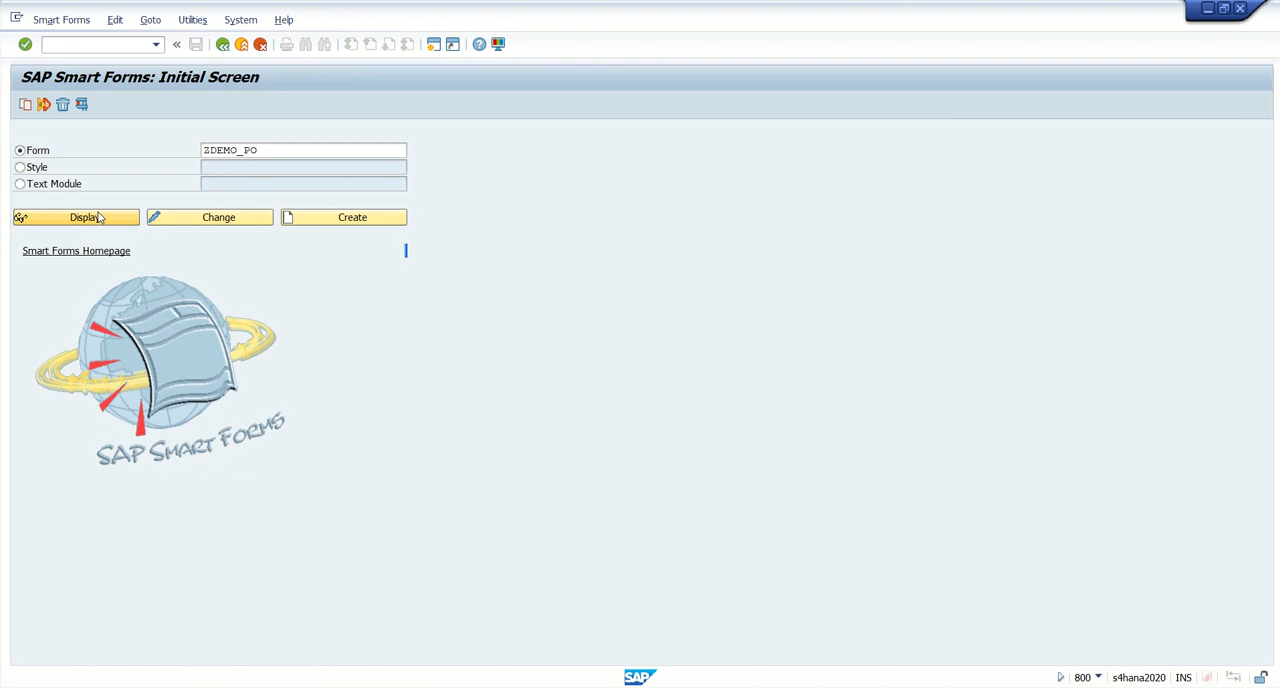 Smart Forms Edit Goto Utilities System Help
SAP Smart Forms: Initial Screen
Form ZDEMO_PO
Style
Text Module
Display Change Create
Smart Forms Homepage
SAP SMART FORMS
SAP 800 s4hana2020 INS